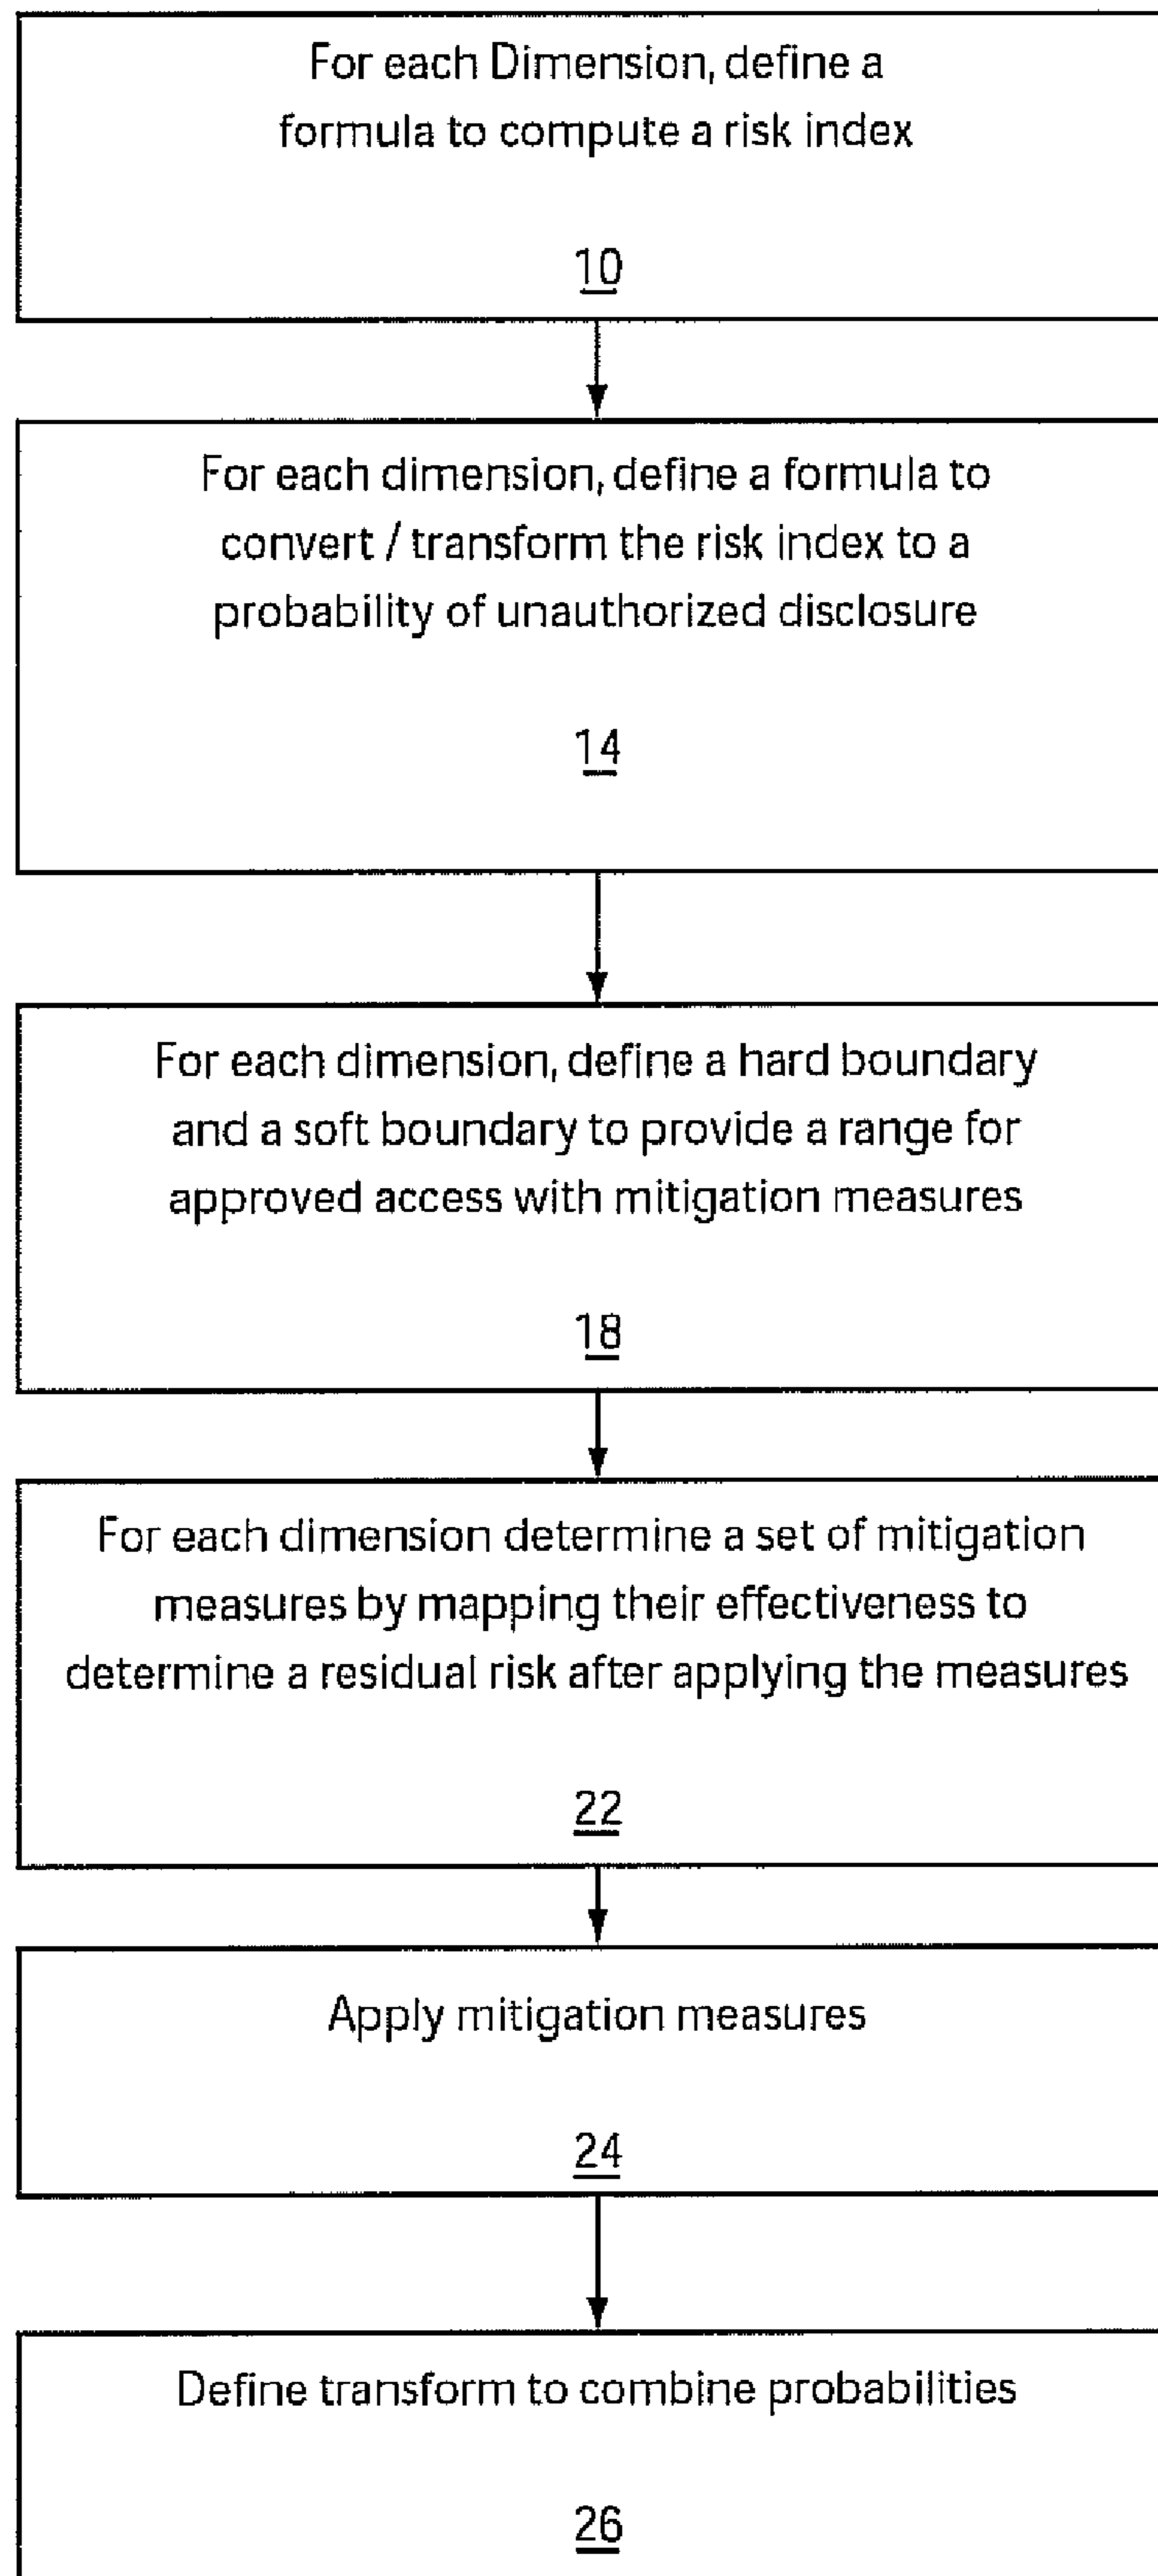 For each Dimension, define a
formula to compute a risk index
10
For each dimension, define a formula to
convert / transform the risk index to a
probability of unauthorized disclosure
14
For each dimension, define a hard boundary
and a soft boundary to provide a range for
approved access with mitigation measures
18
For each dimension determine a set of mitigation
measures by mapping their effectiveness to
determine a residual risk after applying the measures
22
Apply mitigation measures
24
Define transform to combine probabilities
26